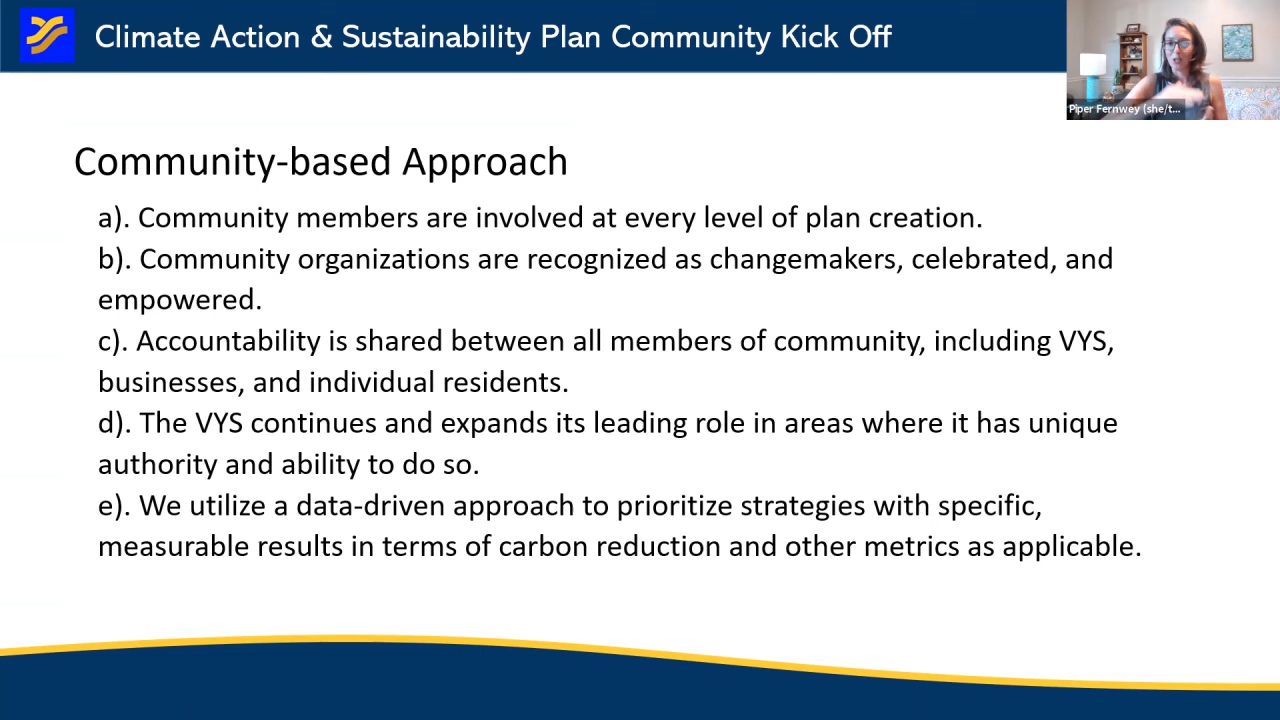 Climate Action & Sustainability Plan Community Kick Off
Piper Fernwey (she/t...
Community-based Approach
a). Community members are involved at every level of plan creation.
b). Community organizations are recognized as changemakers, celebrated, and
empowered.
c). Accountability is shared between all members of community, including VYS,
businesses, and individual residents.
d). The VYS continues and expands its leading role in areas where it has unique
authority and ability to do so.
e). We utilize a data-driven approach to prioritize strategies with specific,
measurable results in terms of carbon reduction and other metrics as applicable.